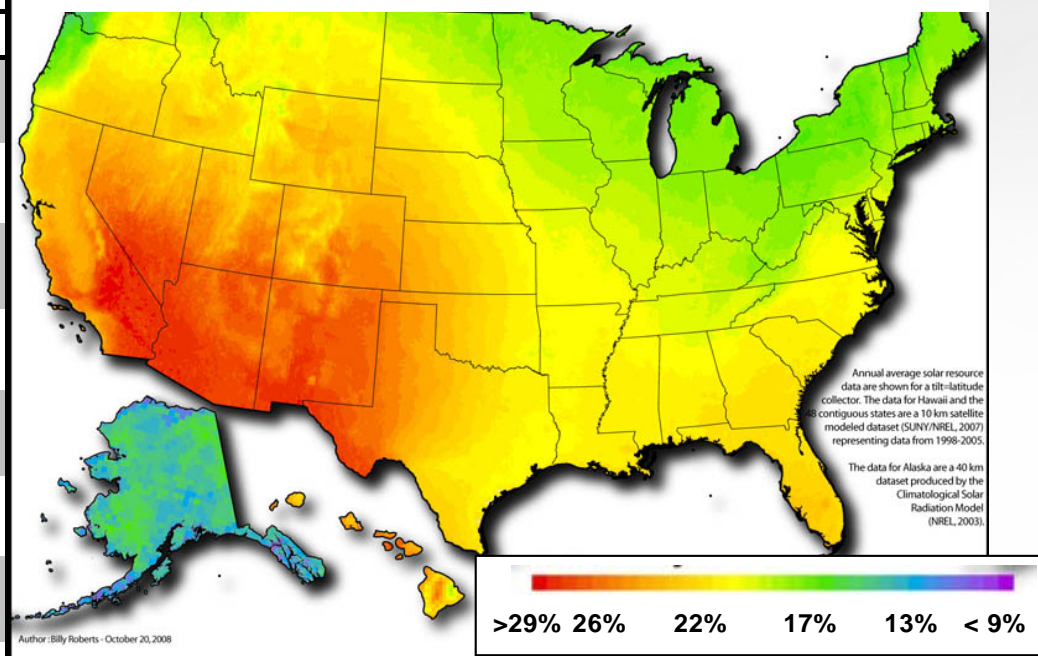 Annual average solar resource
data are shown for a tilt=latitude
collector. The data for Hawaii and the
48 contiguous states are a 10 km satellite
modeled dataset (SUNY/NREL, 2007)
representing data from 1998-2005.
The data for Alaska are a 40 km
dataset produced by the
Climatological Solar
Radiation Model
(NREL, 2003).
>29% 26% 22% 17% 13% < 9%
Author : Billy Roberts - October 20, 2008